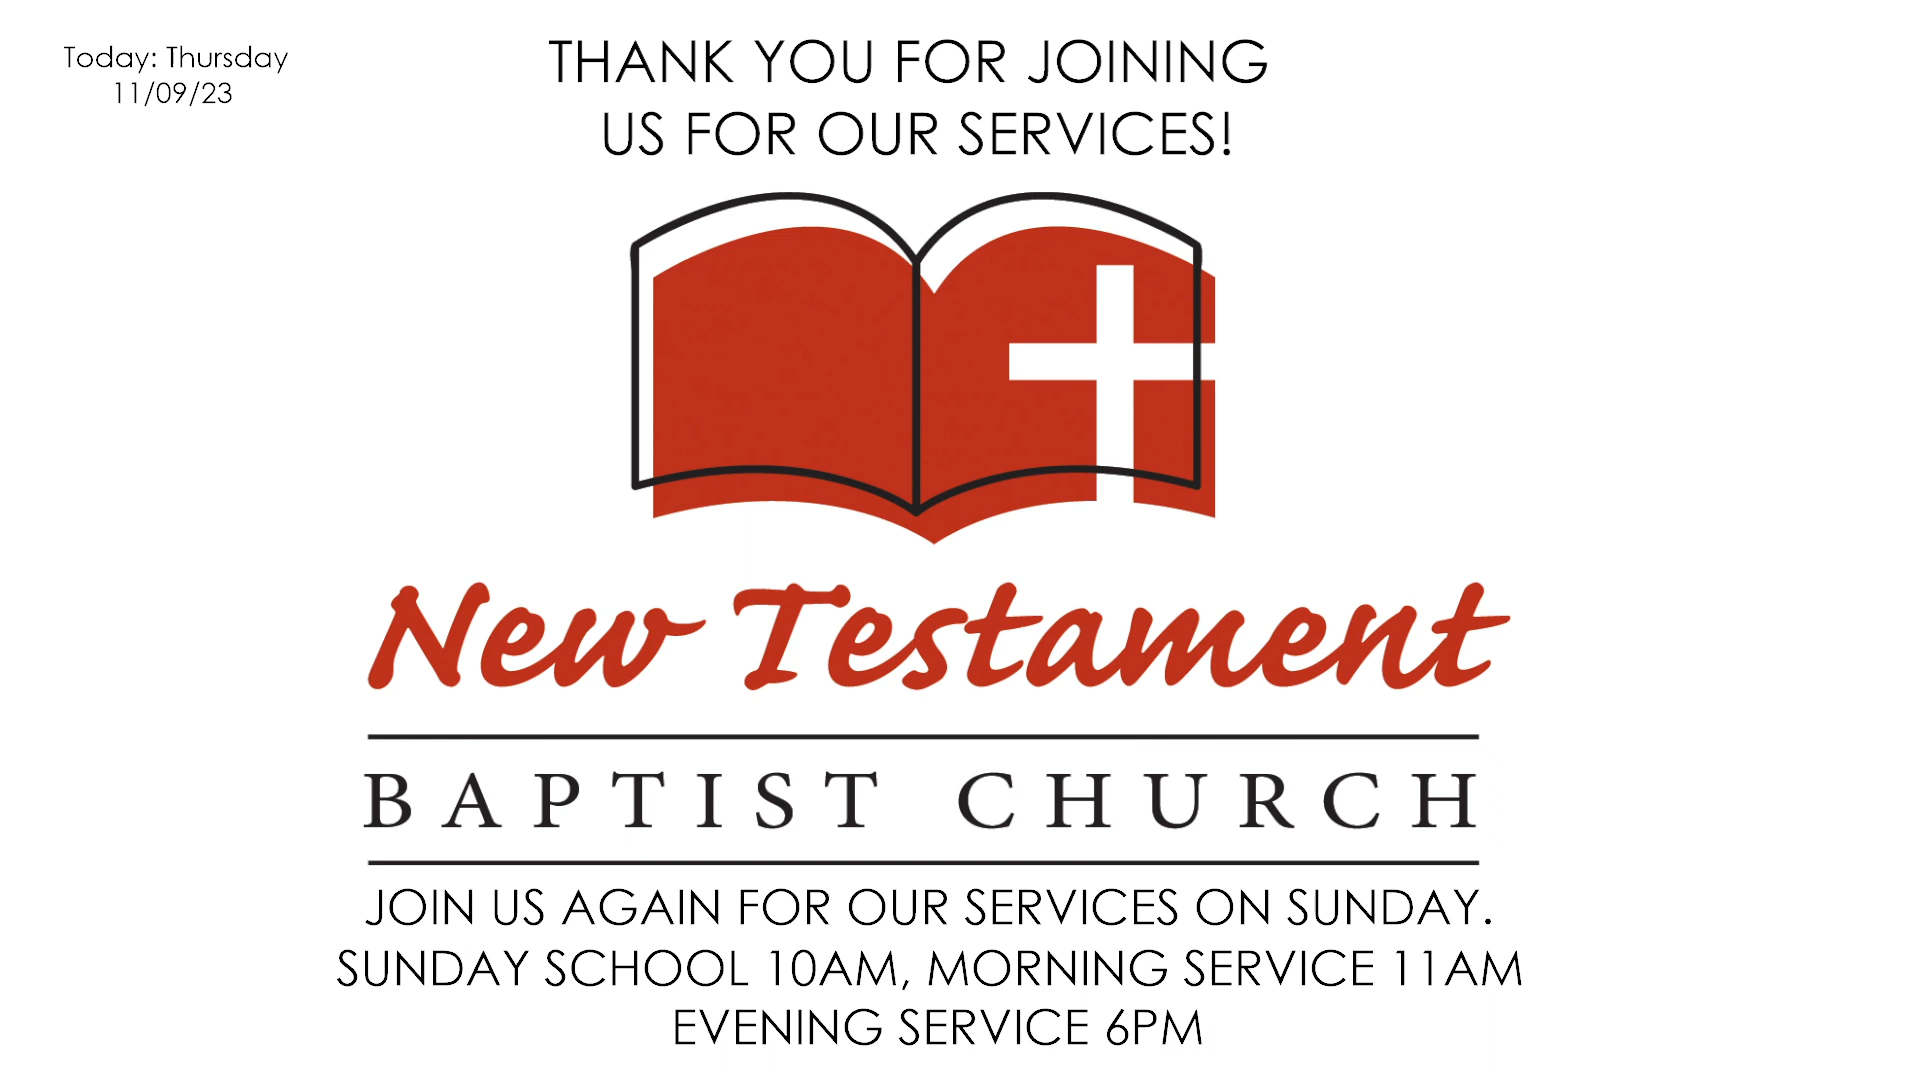 Today: Thursday
11/09/23
THANK YOU FOR JOINING
US FOR OUR SERVICES!
New Testament
BAPTIST CHURCH
JOIN US AGAIN FOR OUR SERVICES ON SUNDAY.
SUNDAY SCHOOL 10AM, MORNING SERVICE 11AM
EVENING SERVICE 6PM